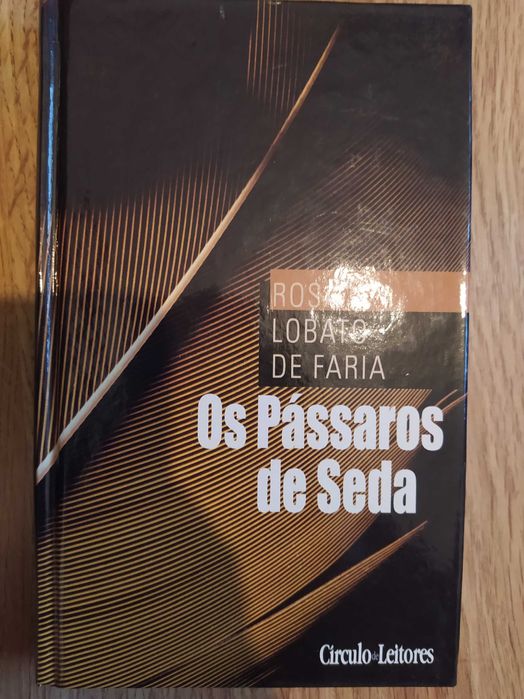 LOBATO
DE FARIA
Os Pássaros
de Seda
Círculo de Leitores